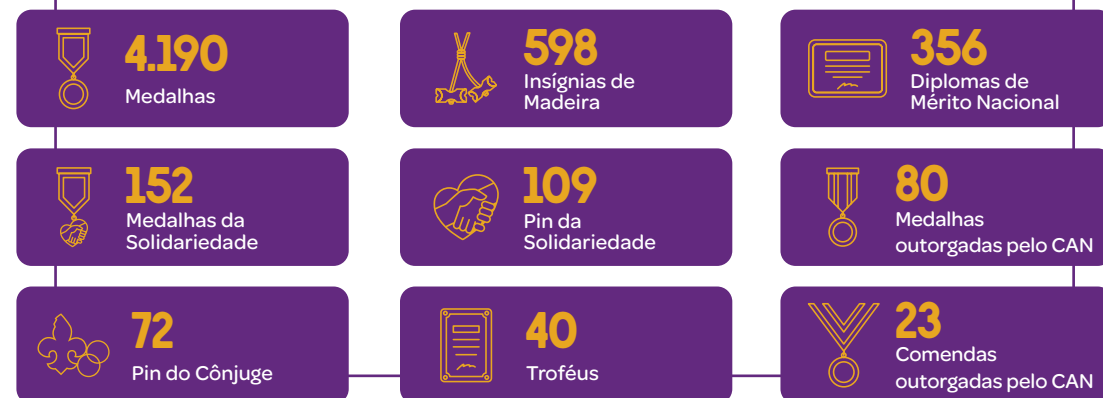 4.190
Medalhas
598
Insígnias de
Madeira
356
Diplomas de
Mérito Nacional
152
Medalhas da
Solidariedade
109
Pin da
Solidariedade
80
Medalhas
outorgadas pelo CAN
72
Pin do Cônjuge
40
Troféus
23
Comendas
outorgadas pelo CAN